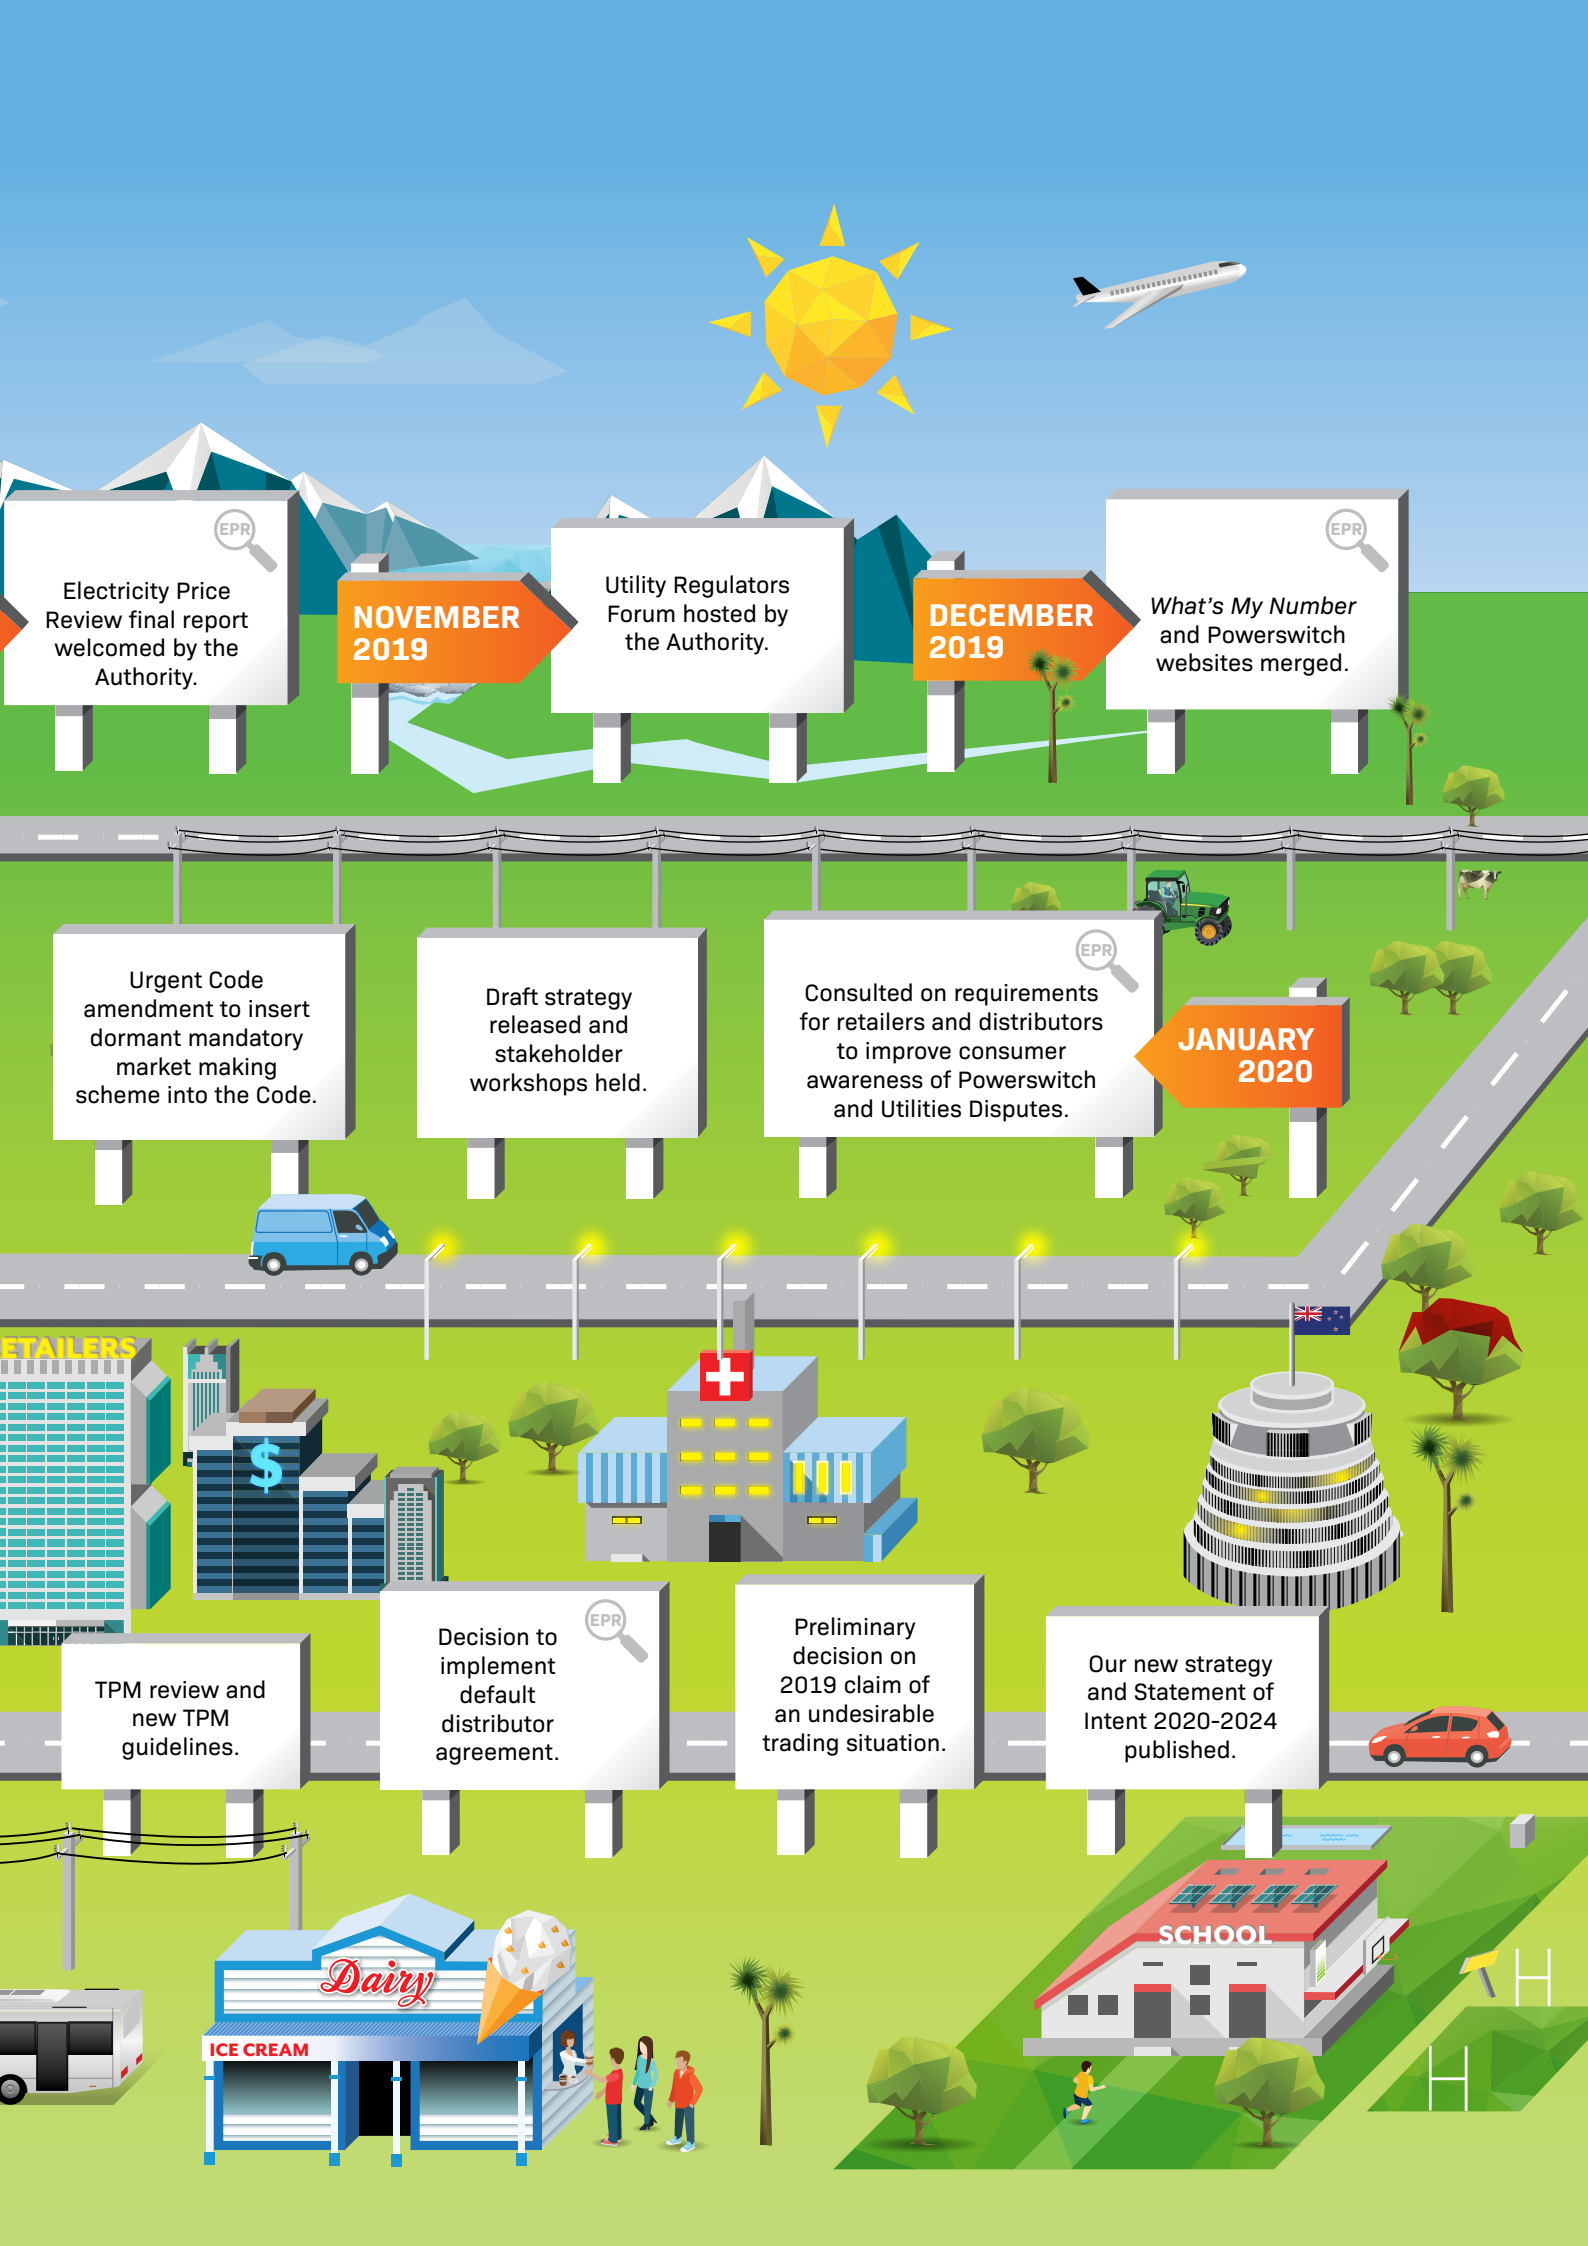 EPR
Electricity Price
Review final report
welcomed by the
Authority.
NOVEMBER
2019
Utility Regulators
Forum hosted by
the Authority.
DECEMBER
2019
EPR
What's My Number
and Powerswitch
websites merged.
Urgent Code
amendment to insert
dormant mandatory
market making
scheme into the Code.
Draft strategy
released and
stakeholder
workshops held.
EPR
Consulted on requirements
for retailers and distributors
to improve consumer
awareness of Powerswitch
and Utilities Disputes.
JANUARY
2020
ETAILERS
$
TPM review and
new TPM
guidelines.
EPR
Decision to
implement
default
distributor
agreement.
Preliminary
decision on
2019 claim of
an undesirable
trading situation.
Our new strategy
and Statement of
Intent 2020-2024
published.
SCHOOL
Dairy
ICE CREAM